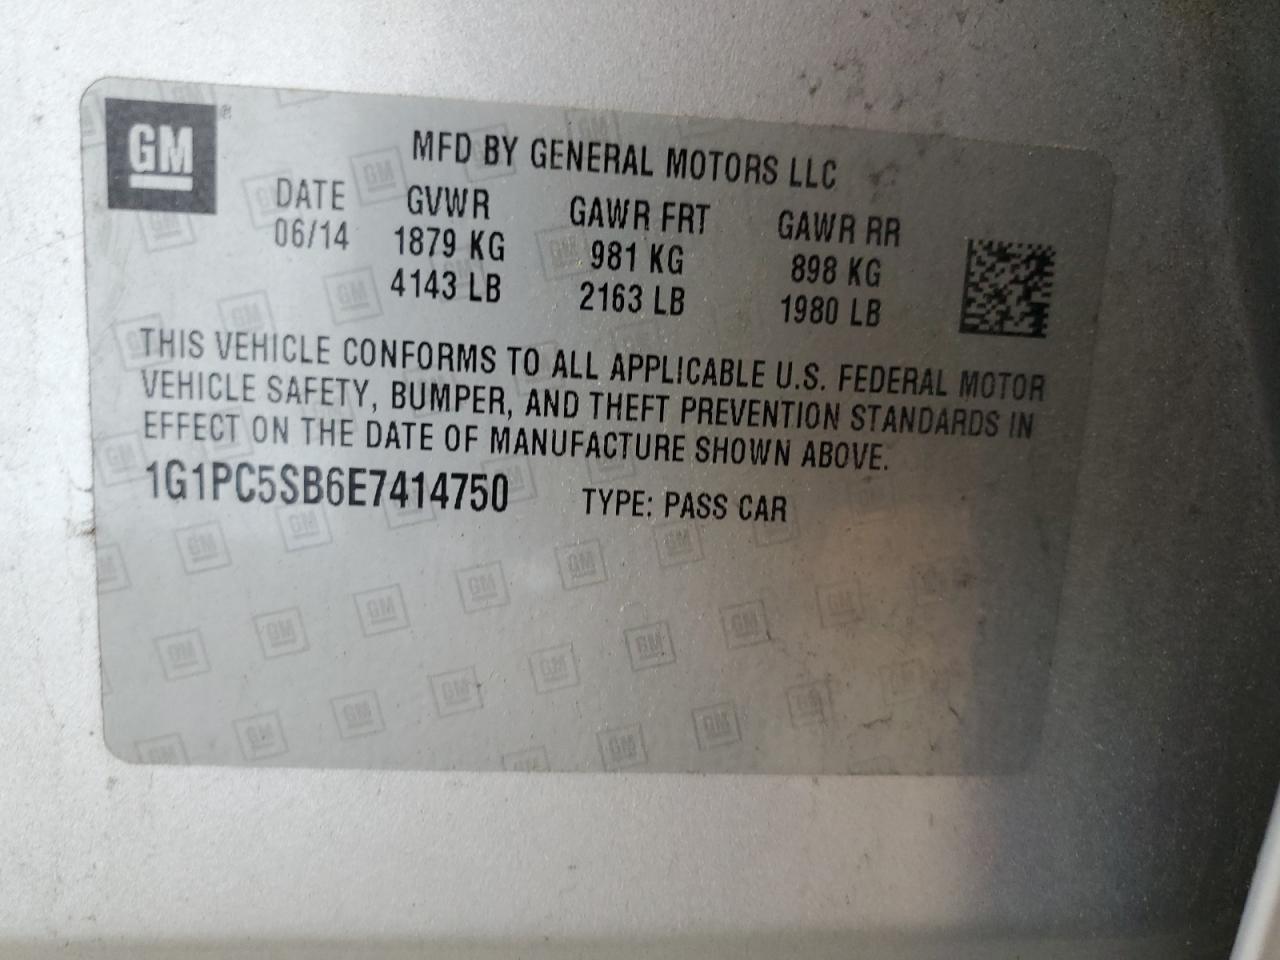 GM ®
MFD BY GENERAL MOTORS LLC
DATE GVWR GAWR FRT GAWR RR
06/14 1879 KG 981 KG 898 KG
4143 LB 2163 LB 1980 LB
THIS VEHICLE CONFORMS TO ALL APPLICABLE U.S. FEDERAL MOTOR
VEHICLE SAFETY, BUMPER, AND THEFT PREVENTION STANDARDS IN
EFFECT ON THE DATE OF MANUFACTURE SHOWN ABOVE.
1G1PC5SB6E7414750 TYPE: PASS CAR